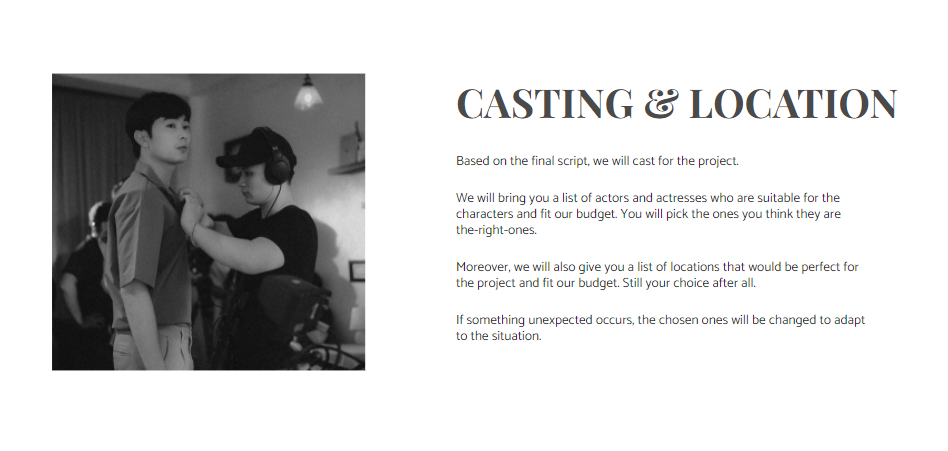 CASTING & LOCATION
Based on the final script, we will cast for the project.
We will bring you a list of actors and actresses who are suitable for the
characters and fit our budget. You will pick the ones you think they are
the-right-ones.
Moreover, we will also give you a list of locations that would be perfect for
the project and fit our budget. Still your choice after all.
If something unexpected occurs, the chosen ones will be changed to adapt
to the situation.